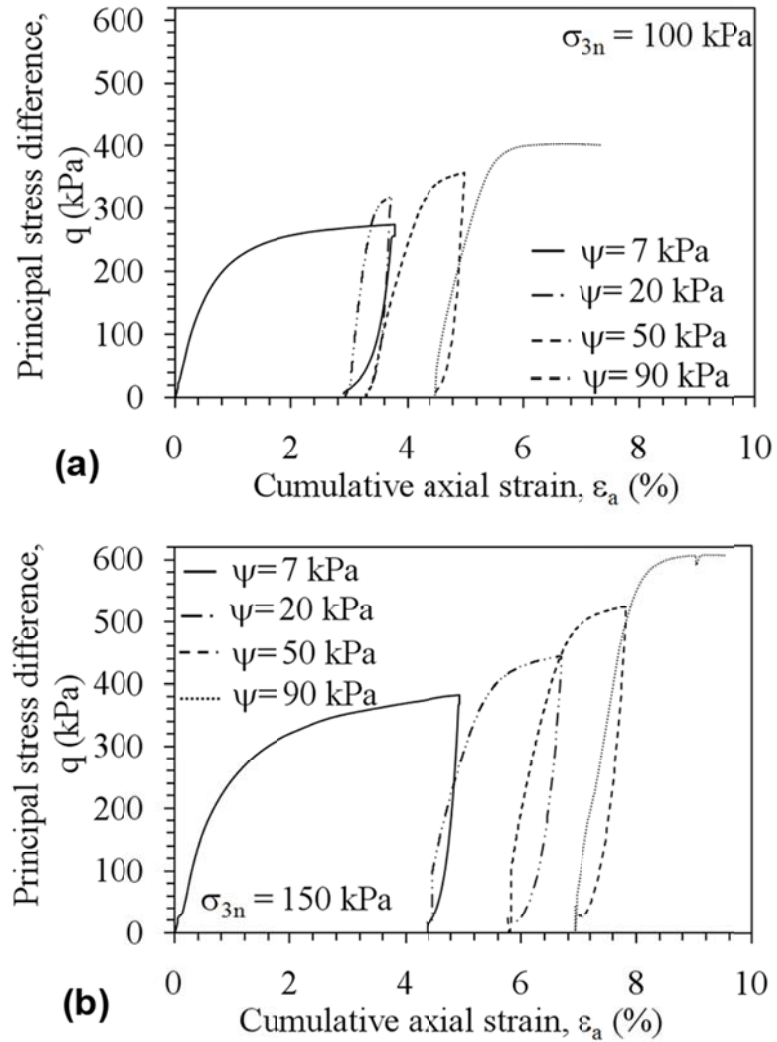 600
500
400
300
200
100
0
Principal stress difference,
q (kPa)
σ3n = 100 kPa
ψ= 7 kPa
ψ= 20 kPa
ψ= 50 kPa
ψ= 90 kPa
0 2 4 6 8 10
(a)
Cumulative axial strain, εa (%)
600
500
400
300
200
100
0
Principal stress difference,
q (kPa)
ψ= 7 kPa
ψ= 20 kPa
ψ= 50 kPa
ψ= 90 kPa
σ3n = 150 kPa
0 2 4 6 8 10
(b)
Cumulative axial strain, εa (%)